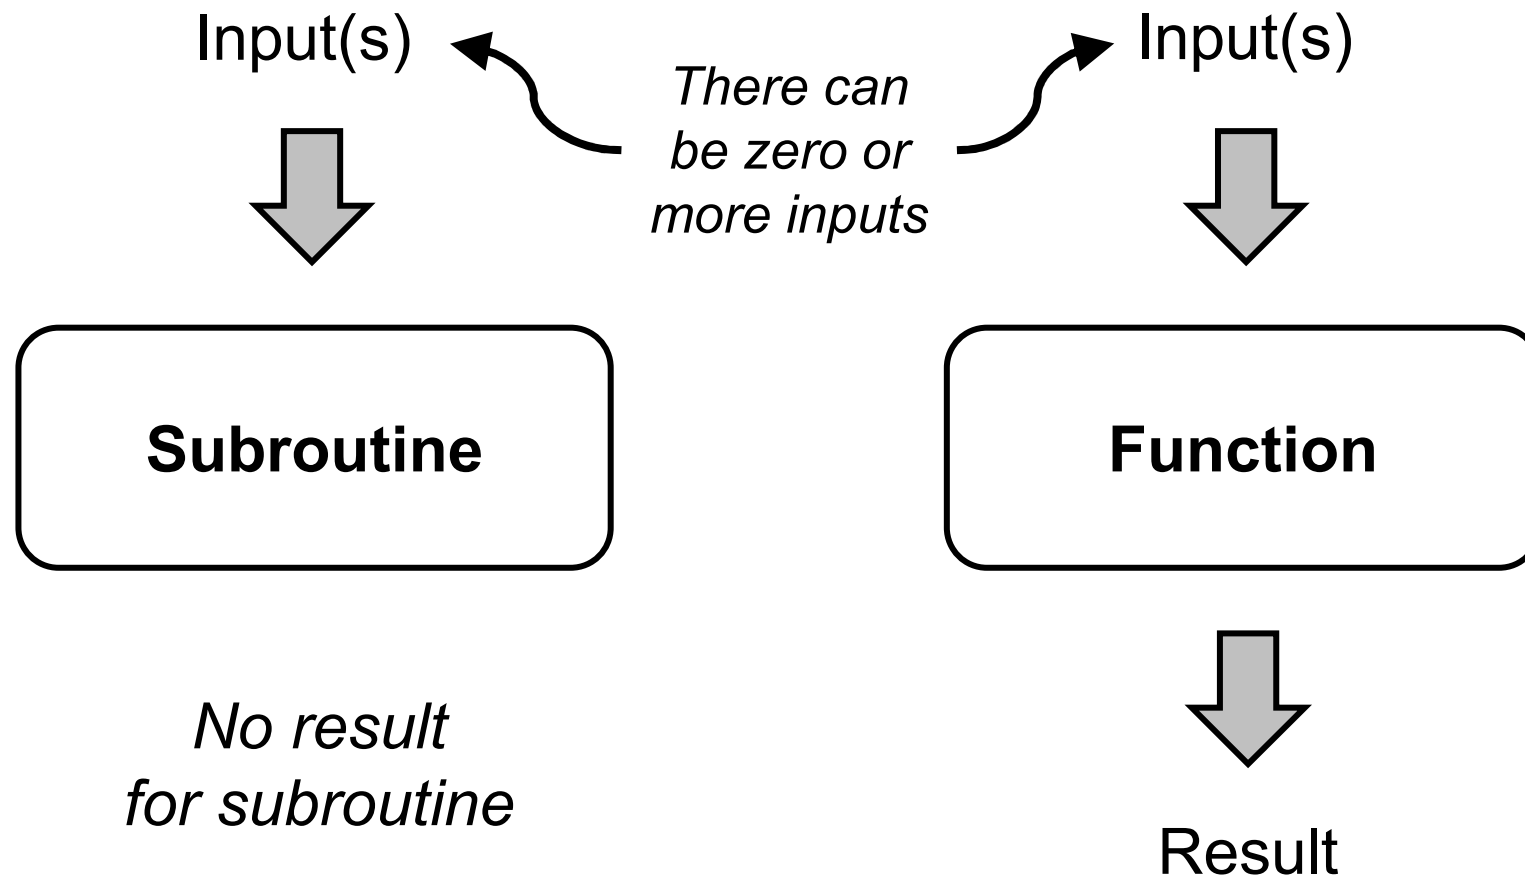 Input(s)
There can
be zero or
more inputs
Input(s)
Subroutine
Function
No result
for subroutine
Result